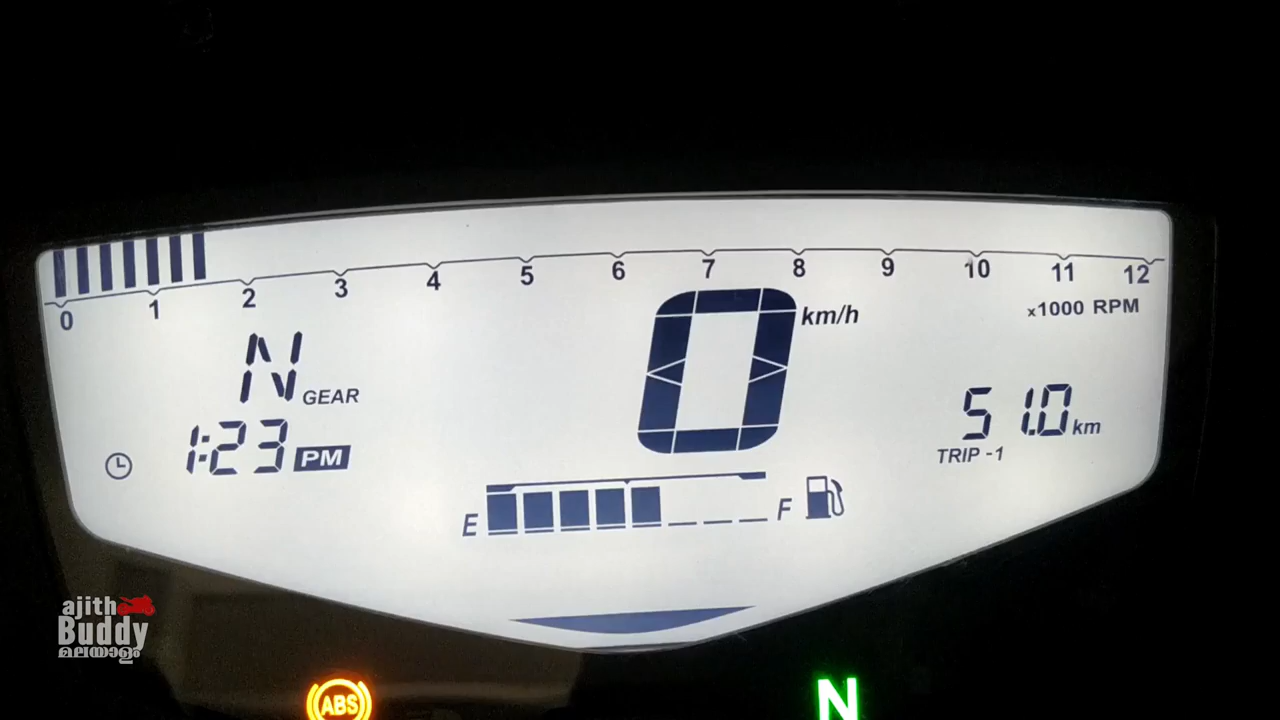 0 1 2 3 4 5 6 7 8 9 10 11 12
x1000 RPM
N GEAR
0 km/h
1:23 PM
51.0 km
TRIP -1
E F
ajith
Buddy
മലയാളം
ABS
N